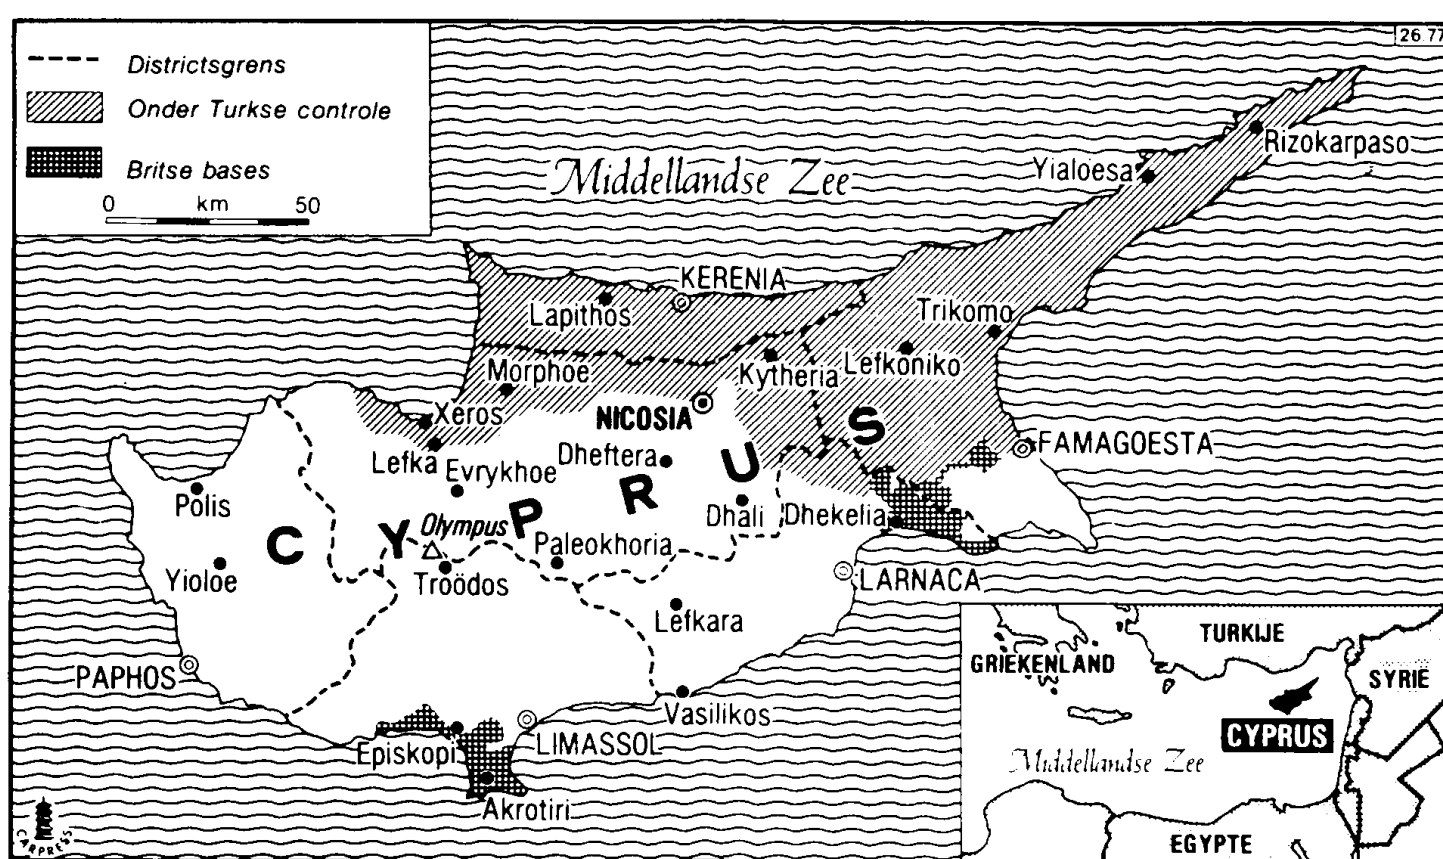 26.77
Districtsgrens
Onder Turkse controle
Britse bases
0 km 50
Middellandse Zee
Rizokarpaso
Yialoesa
KERENIA
Lapithos
Trikomo
Morphoe
Kytheria
Lefkoniko
Xeros
NICOSIA
FAMAGOESTA
Lefka
Evrykhoe
Dheftera
Polis
Dhali
Dhekelia
CYPRUS
Olympus
Paleokhoria
Yioloe
Troödos
LARNACA
Lefkara
PAPHOS
Vasilikos
Episkopi
LIMASSOL
Akrotiri
TURKIJE
GRIEKENLAND
SYRIE
CYPRUS
Middellandse Zee
EGYPTE
CARPRESS